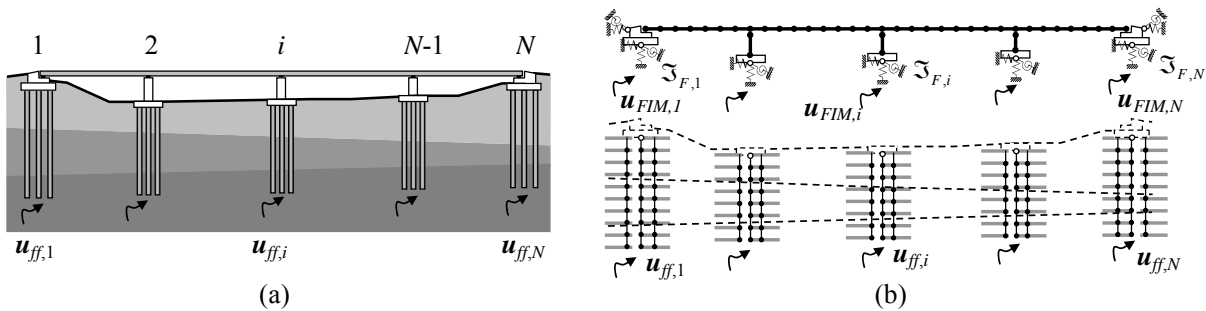 1 2 i N-1 N
u_ff,1 u_ff,i u_ff,N
(a)
ℑ_F,1 ℑ_F,i ℑ_F,N
u_FIM,1 u_FIM,i u_FIM,N
u_ff,1 u_ff,i u_ff,N
(b)